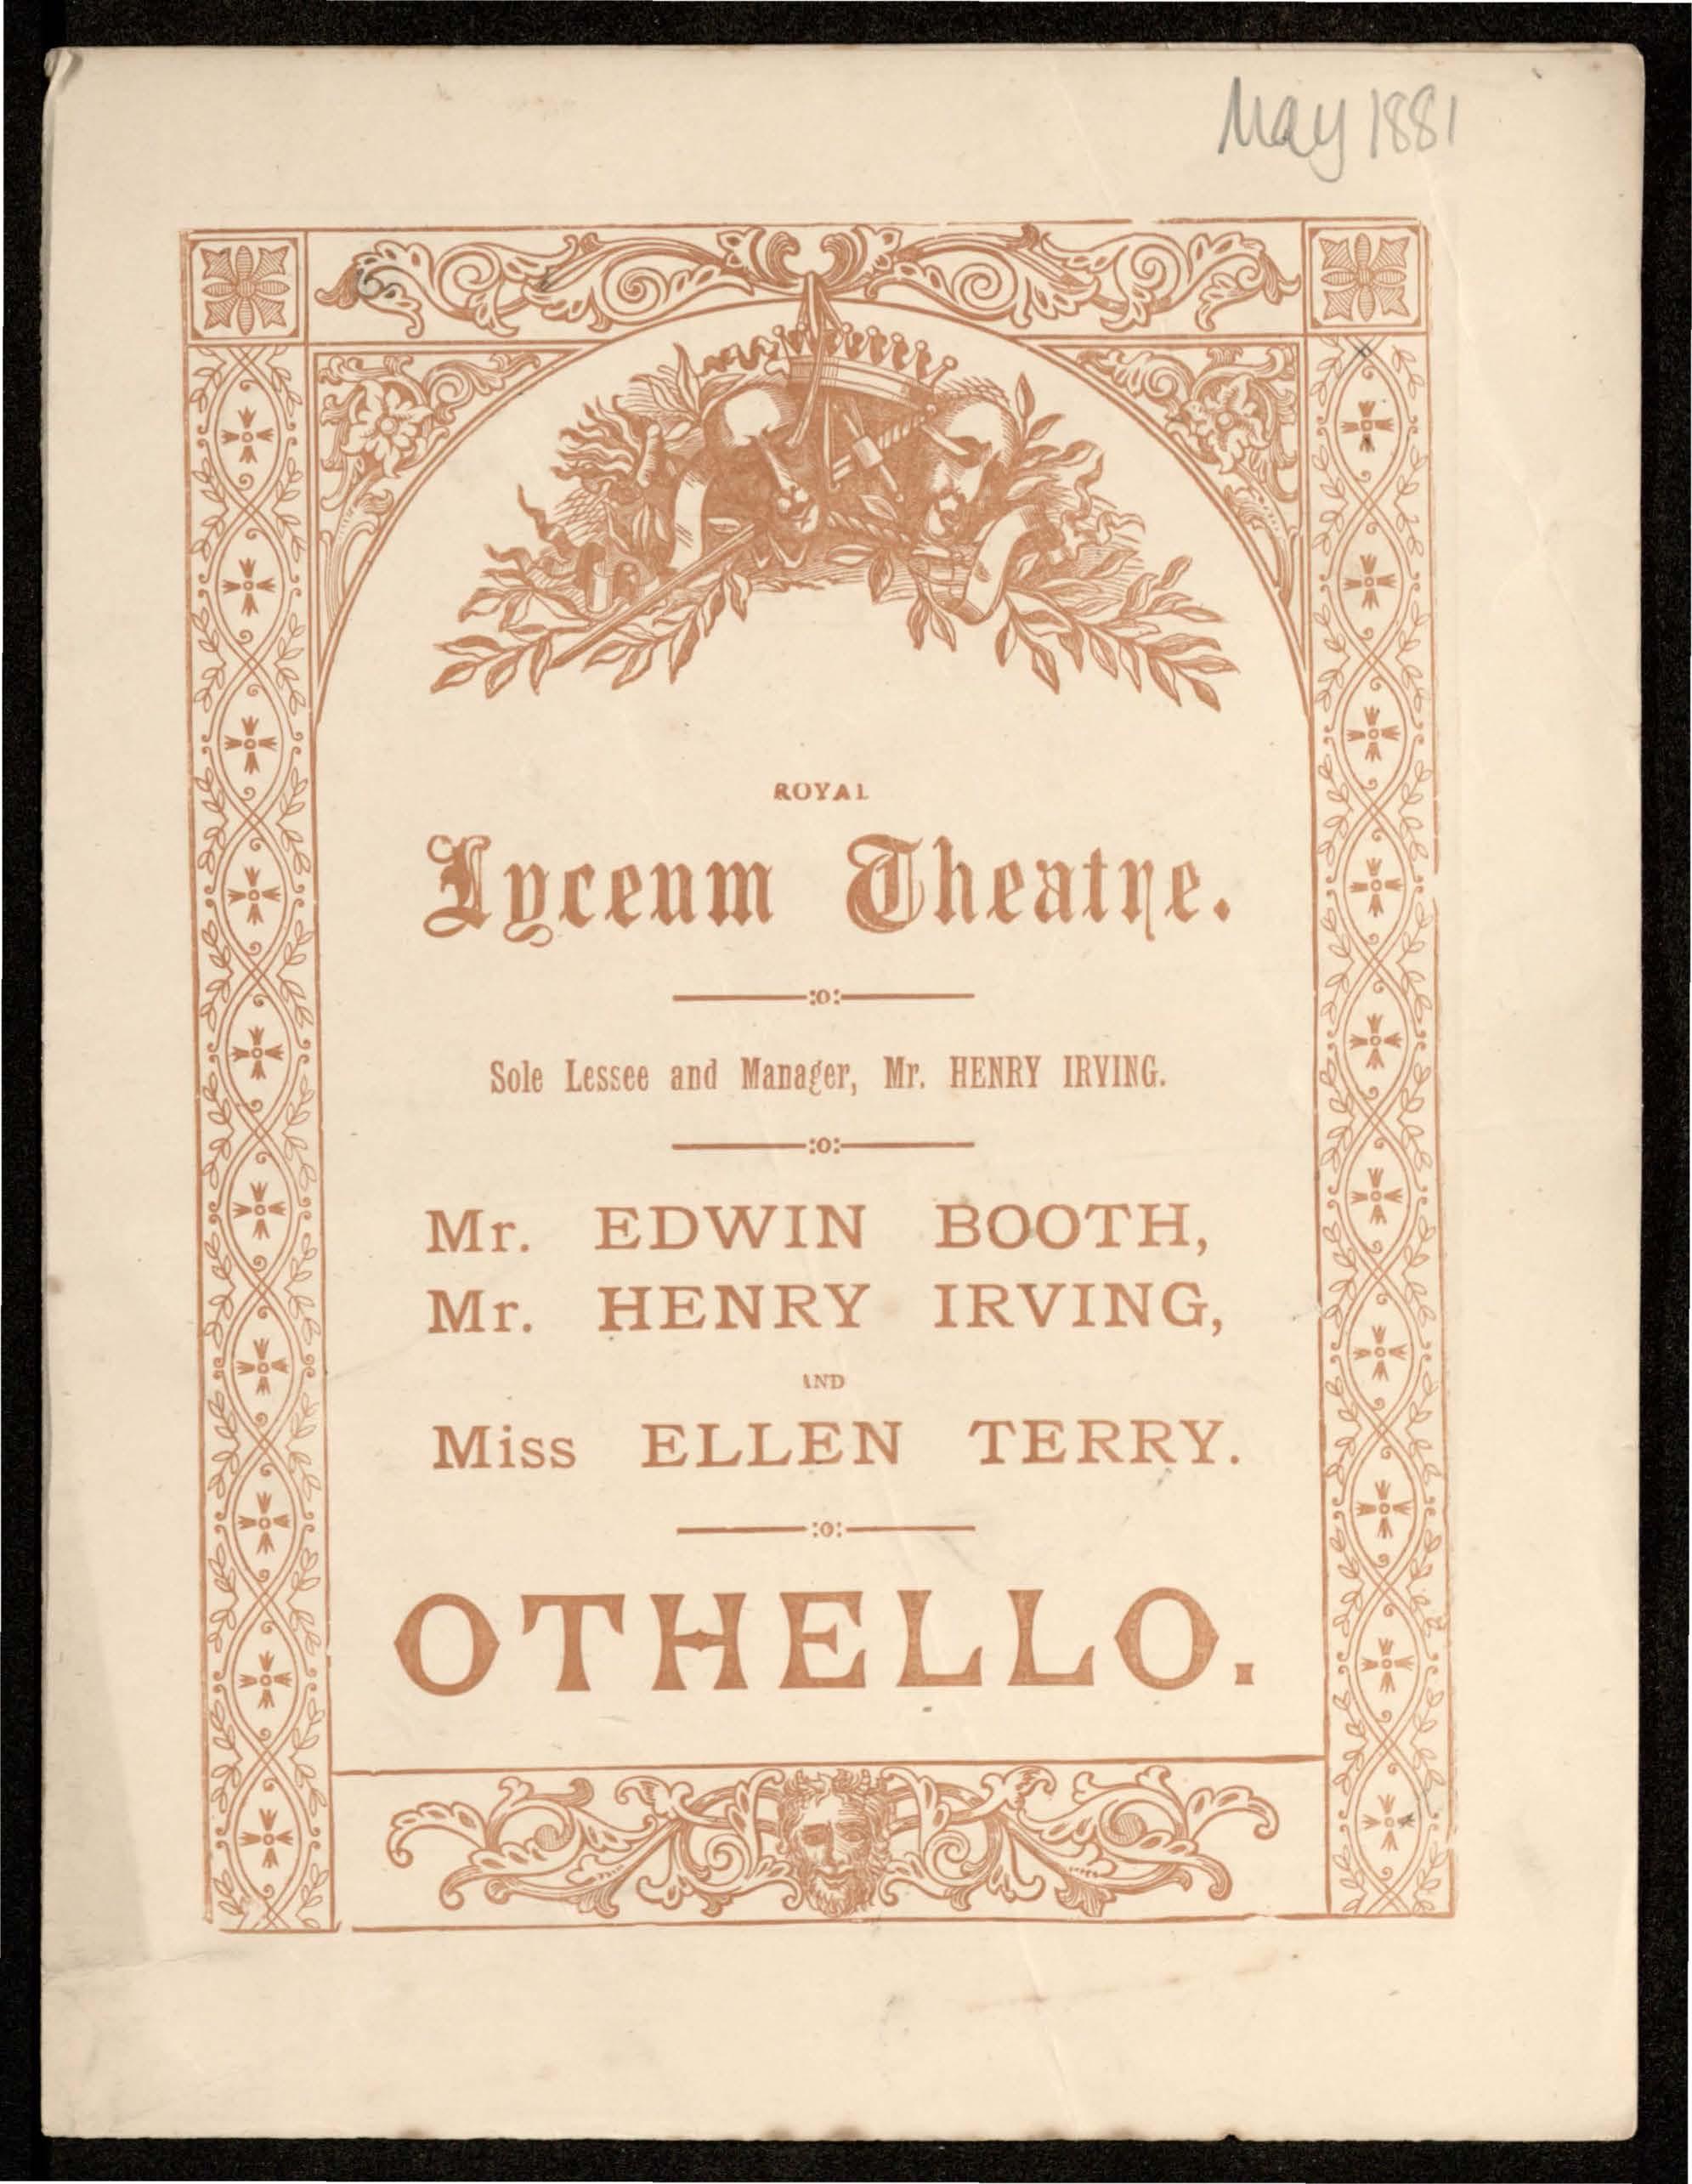 May 1881
ROYAL
Lyceum Theatre.
:o:
Sole Lessee and Manager, Mr. HENRY IRVING.
:o:
Mr. EDWIN BOOTH,
Mr. HENRY IRVING,
AND
Miss ELLEN TERRY.
:o:
OTHELLO.